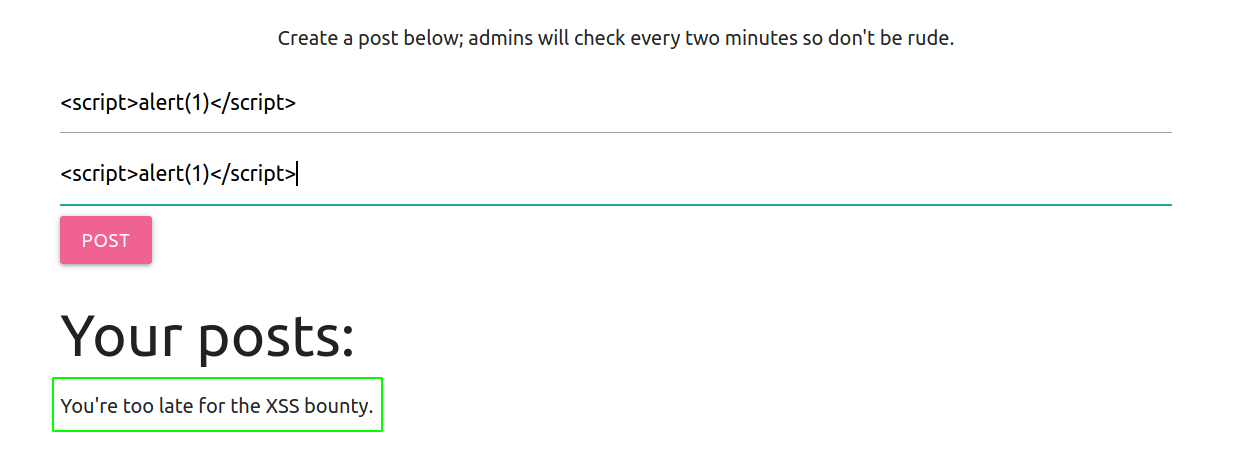 Create a post below; admins will check every two minutes so don't be rude.
<script>alert(1)</script>
<script>alert(1)</script>
POST
Your posts:
You're too late for the XSS bounty.